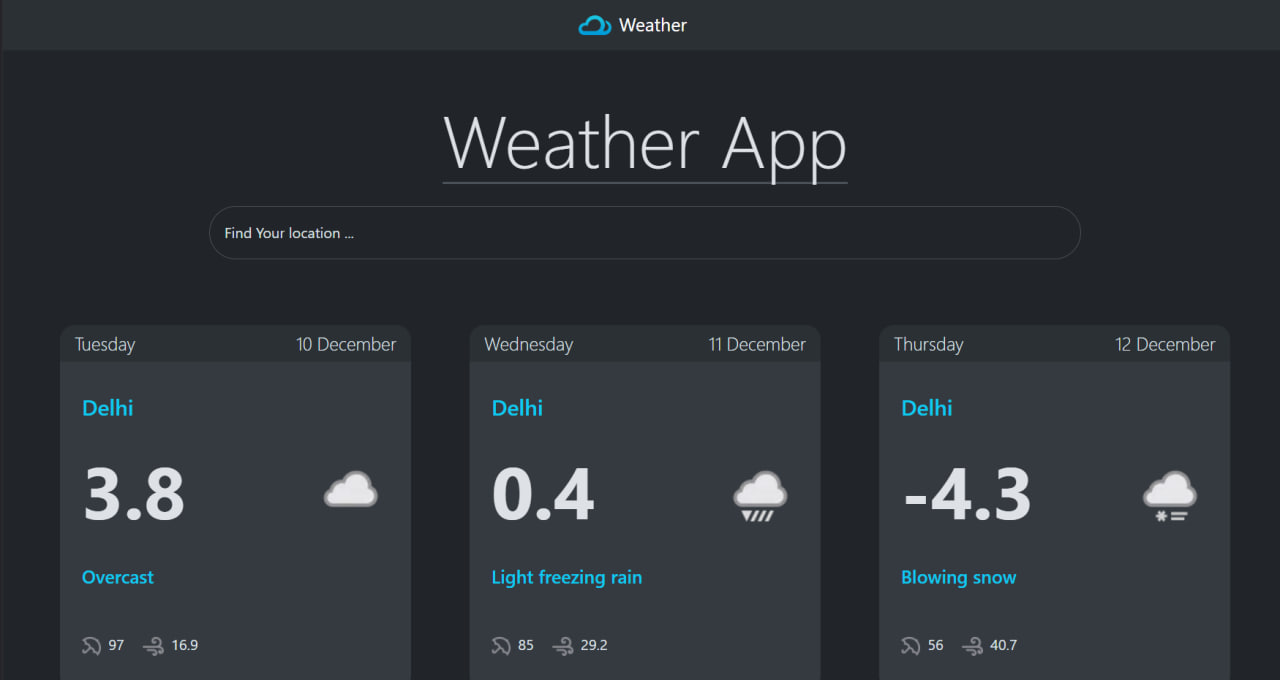 Weather
Weather App
Find Your location ...
Tuesday 10 December
Delhi
3.8
Overcast
97 16.9
Wednesday 11 December
Delhi
0.4
Light freezing rain
85 29.2
Thursday 12 December
Delhi
-4.3
Blowing snow
56 40.7